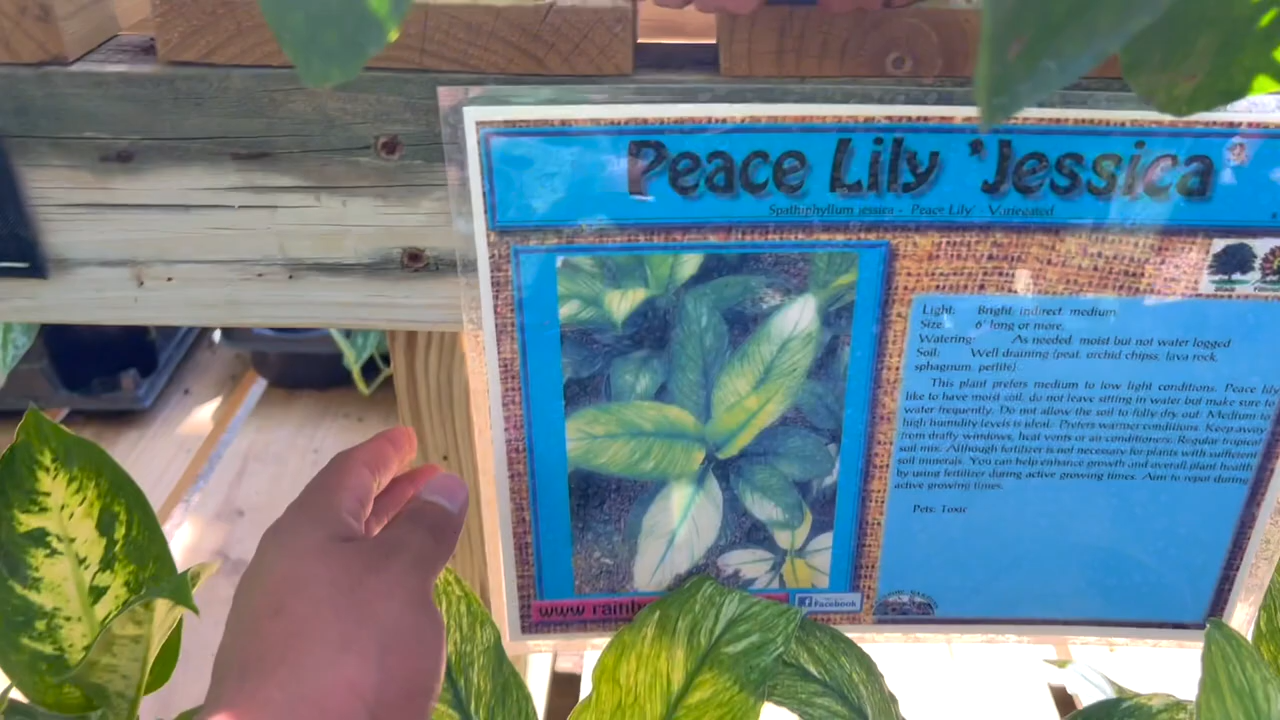 Peace Lily 'Jessica
Spathiphyllum jessica - 'Peace Lily' - Variegated
Light: Bright, indirect, medium
Size: 6' long or more.
Watering: As needed, moist but not water logged
Soil: Well draining (peat, orchid chipss, lava rock,
sphagnum, perlite)
This plant prefers medium to low light conditions. Peace lily
like to have moist soil, do not leave sitting in water but make sure to
water frequently. Do not allow the soil to fully dry out. Medium to
high humidity levels is ideal. Prefers warmer conditions. Keep away
from drafty windows, heat vents or air conditioners. Regular tropical
soil mix. Although fertilizer is not necessary for plants with sufficient
soil minerals. You can help enhance growth and overall plant health
by using fertilizer during active growing times. Aim to repot during
active growing times.
Pets: Toxic
www
Facebook